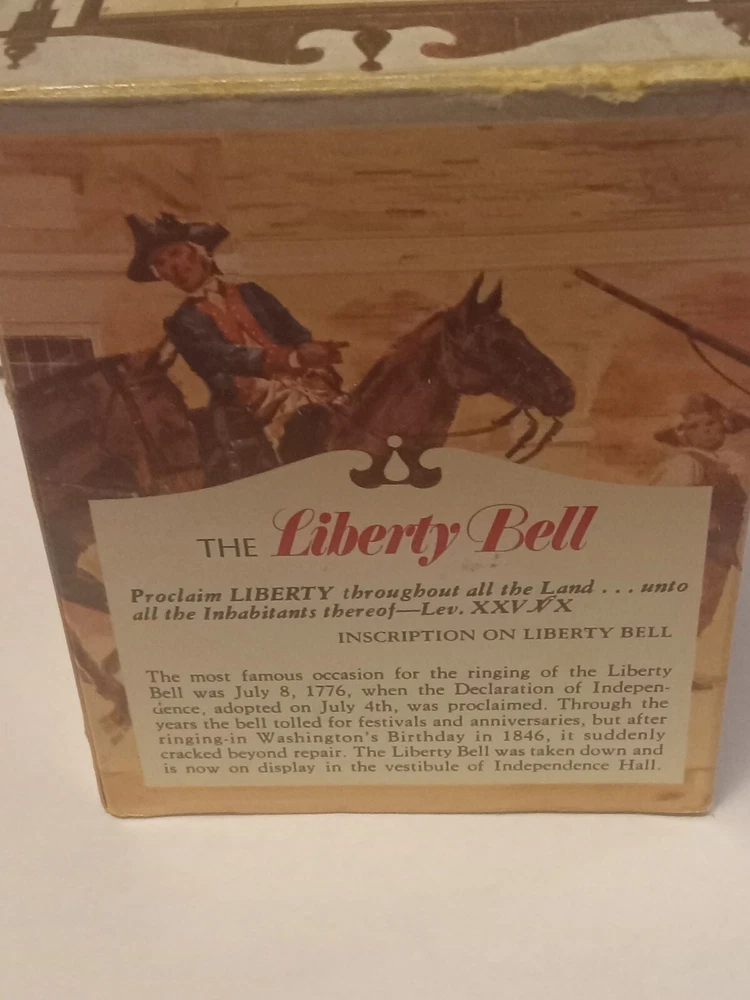 THE Liberty Bell
Proclaim LIBERTY throughout all the Land . . . unto
all the Inhabitants thereof—Lev. XXV X
INSCRIPTION ON LIBERTY BELL
The most famous occasion for the ringing of the Liberty
Bell was July 8, 1776, when the Declaration of Indepen-
dence, adopted on July 4th, was proclaimed. Through the
years the bell tolled for festivals and anniversaries, but after
ringing-in Washington's Birthday in 1846, it suddenly
cracked beyond repair. The Liberty Bell was taken down and
is now on display in the vestibule of Independence Hall.